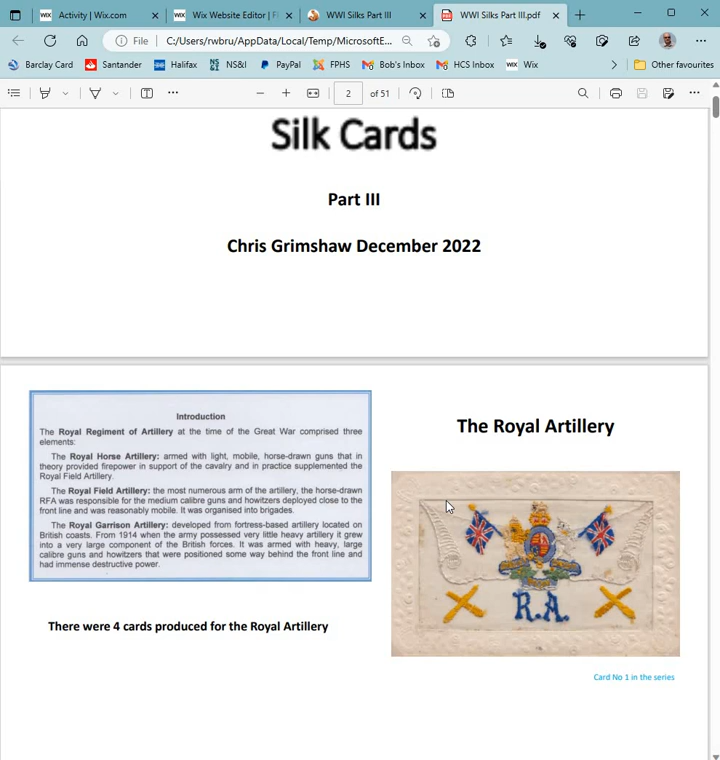 Activity | Wix.com
Wix Website Editor | Fl
WWI Silks Part III
WWI Silks Part III.pdf
File
C:/Users/rwbru/AppData/Local/Temp/MicrosoftE...
Barclay Card
Santander
Halifax
NS&I
PayPal
FPHS
Bob's Inbox
HCS Inbox
WIX Wix
Other favourites
2 of 51
Silk Cards
Part III
Chris Grimshaw December 2022
Introduction
The Royal Regiment of Artillery at the time of the Great War comprised three
elements:
The Royal Horse Artillery: armed with light, mobile, horse-drawn guns that in
theory provided firepower in support of the cavalry and in practice supplemented the
Royal Field Artillery.
The Royal Field Artillery: the most numerous arm of the artillery, the horse-drawn
RFA was responsible for the medium calibre guns and howitzers deployed close to the
front line and was reasonably mobile. It was organised into brigades.
The Royal Garrison Artillery: developed from fortress-based artillery located on
British coasts. From 1914 when the army possessed very little heavy artillery it grew
into a very large component of the British forces. It was armed with heavy, large
calibre guns and howitzers that were positioned some way behind the front line and
had immense destructive power.
There were 4 cards produced for the Royal Artillery
The Royal Artillery
R.A.
Card No 1 in the series